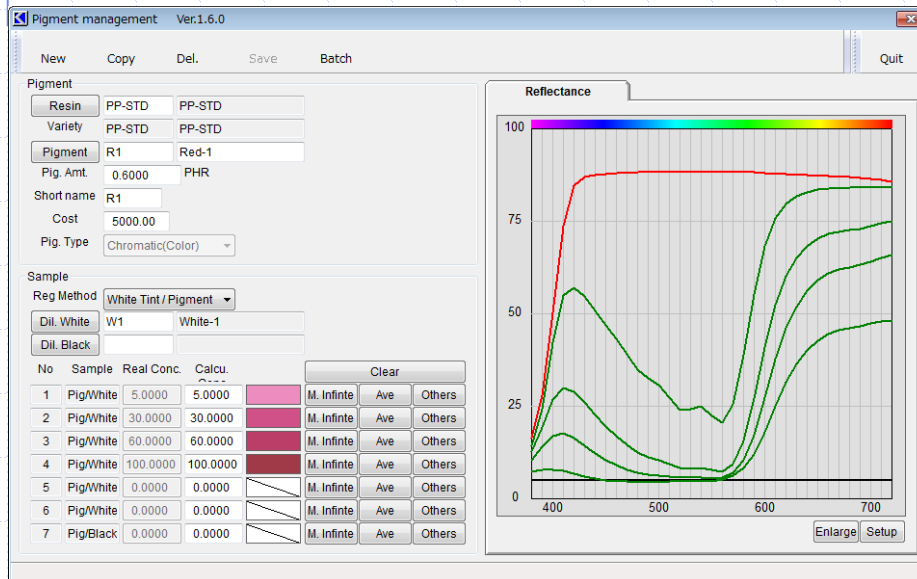 Pigment management Ver.1.6.0
New Copy Del. Save Batch Quit
Pigment
Resin PP-STD PP-STD
Variety PP-STD PP-STD
Pigment R1 Red-1
Pig. Amt. 0.6000 PHR
Short name R1
Cost 5000.00
Pig. Type Chromatic(Color)
Sample
Reg Method White Tint / Pigment
Dil. White W1 White-1
Dil. Black
No Sample Real Conc. Calcu. Clear
1 Pig/White 5.0000 5.0000 M. Infinte Ave Others
2 Pig/White 30.0000 30.0000 M. Infinte Ave Others
3 Pig/White 60.0000 60.0000 M. Infinte Ave Others
4 Pig/White 100.0000 100.0000 M. Infinte Ave Others
5 Pig/White 0.0000 0.0000 M. Infinte Ave Others
6 Pig/White 0.0000 0.0000 M. Infinte Ave Others
7 Pig/Black 0.0000 0.0000 M. Infinte Ave Others
Reflectance
100
75
50
25
0
400 500 600 700
Enlarge Setup